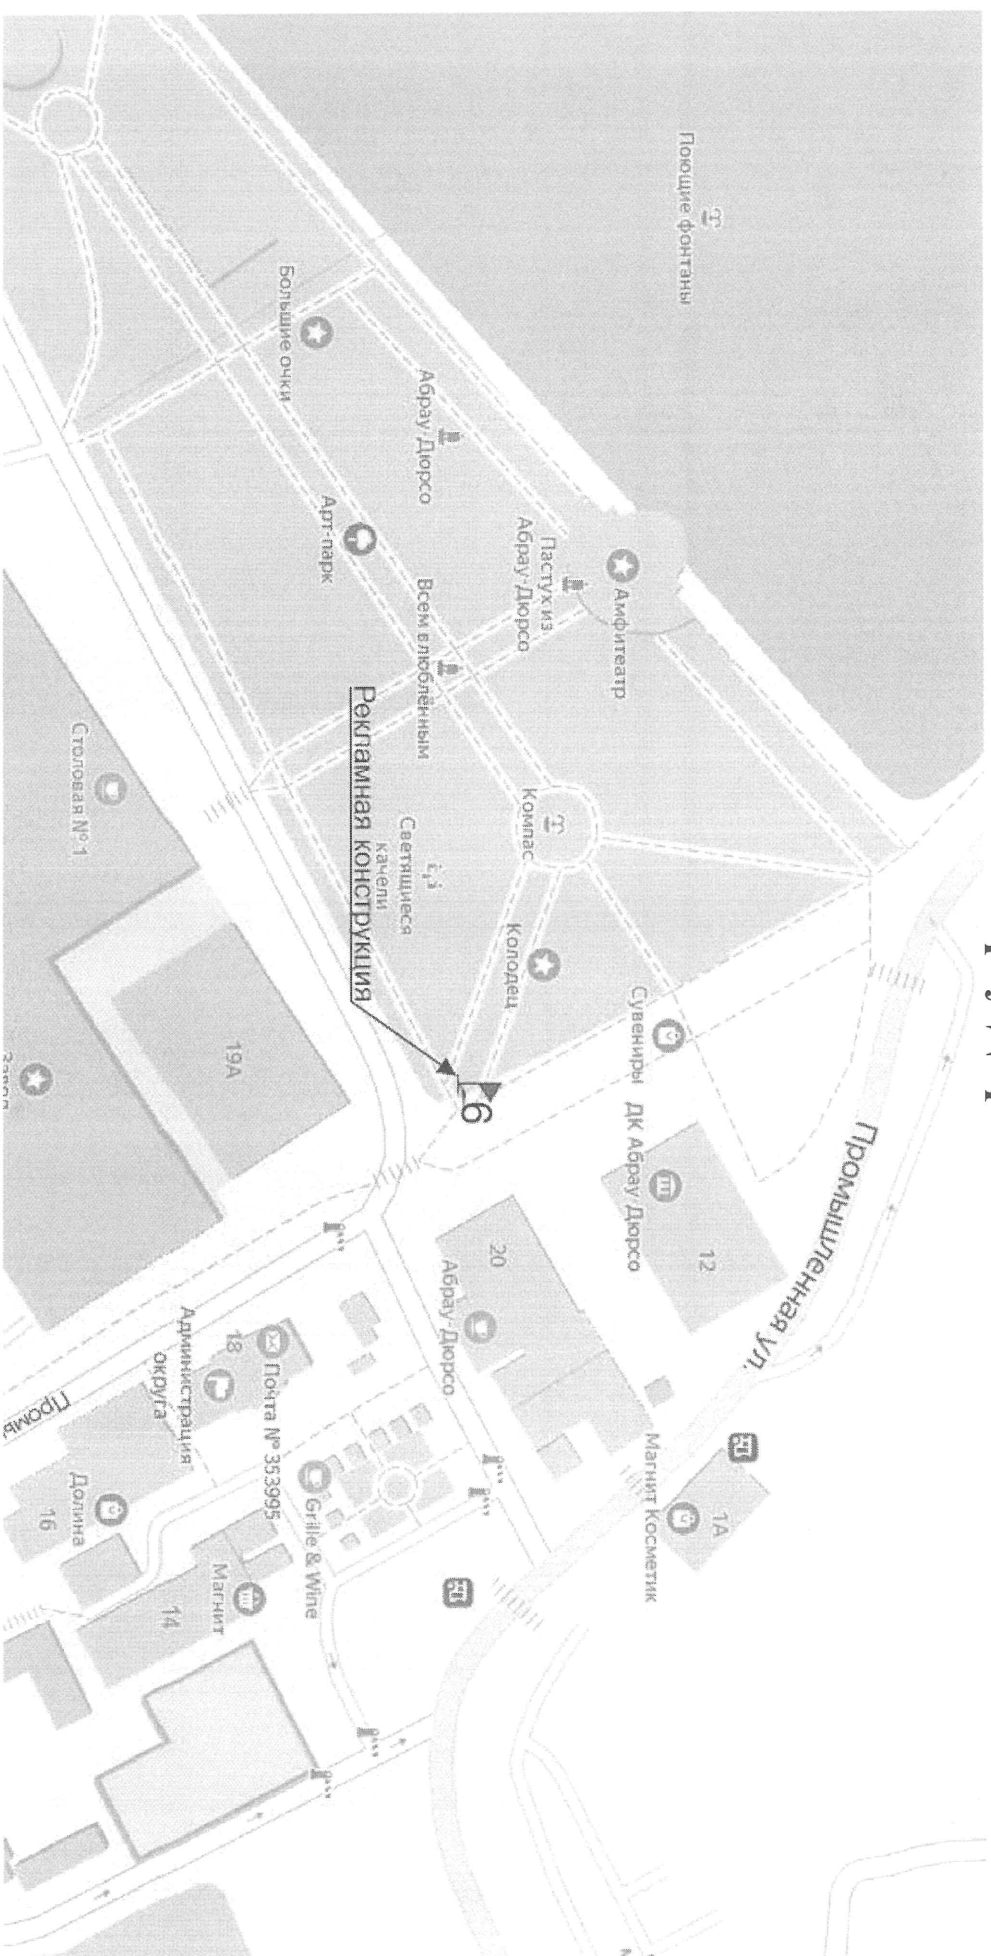 Поющие фонтаны
Большие очки
Абрау-Дюрсо
Арт-парк
Пастух из
Абрау-Дюрсо
Амфитеатр
Всем влюблённым
Рекламная конструкция
Компас
Светящиеся
качели
Колодец
Столовая №1
Сувениры
6
19А
Завод
ДК Абрау-Дюрсо
12
Промышленная ул.
20
Абрау-Дюрсо
18
Администрация
округа
Почта № 353995
Промы
Магнит Косметик
1А
Grille & Wine
Долина
16
Магнит
14